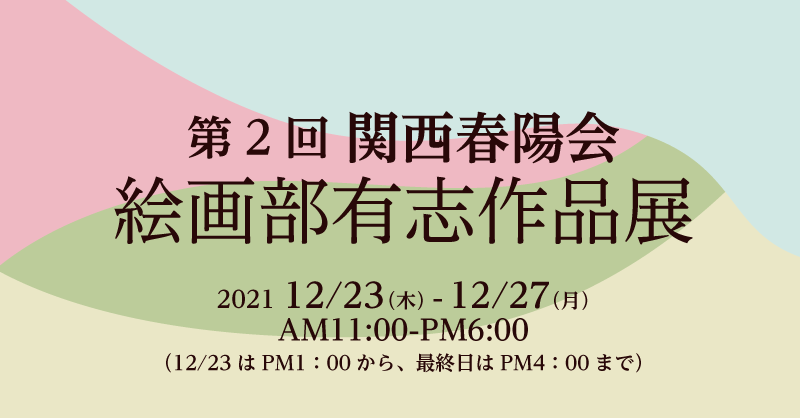 第2回 関西春陽会
絵画部有志作品展
2021 12/23（木）- 12/27（月）
AM11:00-PM6:00
（12/23 は PM1：00 から、最終日は PM4：00 まで）